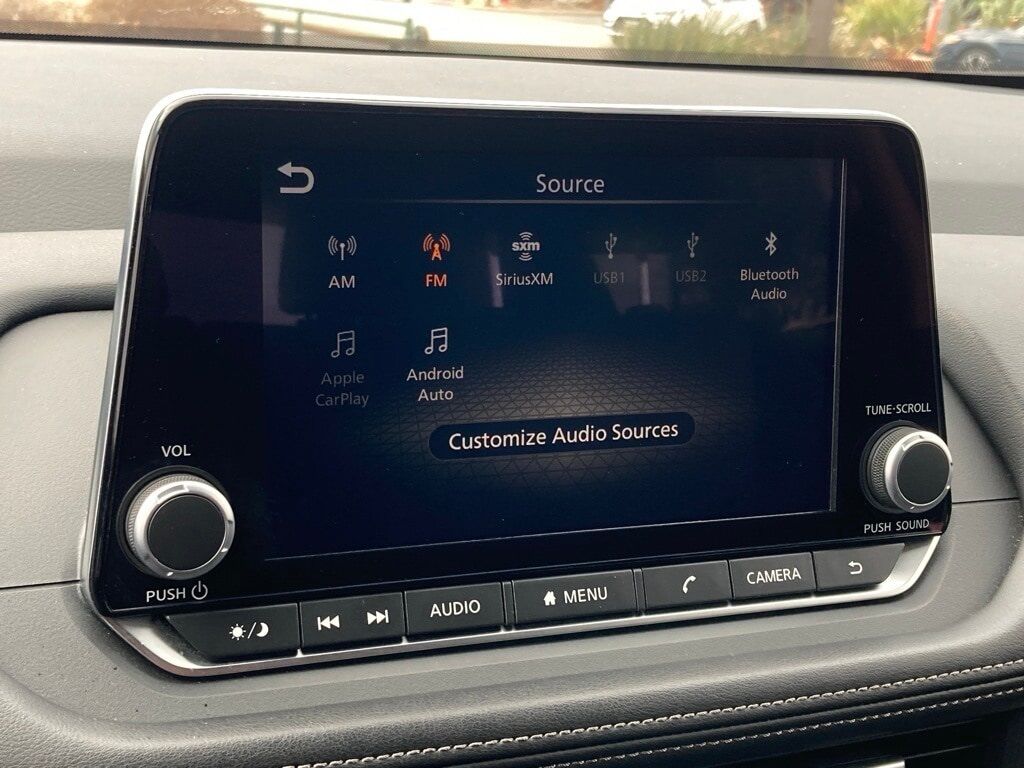 Source
AM
FM
sxm
SiriusXM
USB1
USB2
Bluetooth
Audio
Apple
CarPlay
Android
Auto
Customize Audio Sources
VOL
PUSH
TUNE·SCROLL
PUSH SOUND
AUDIO
MENU
CAMERA